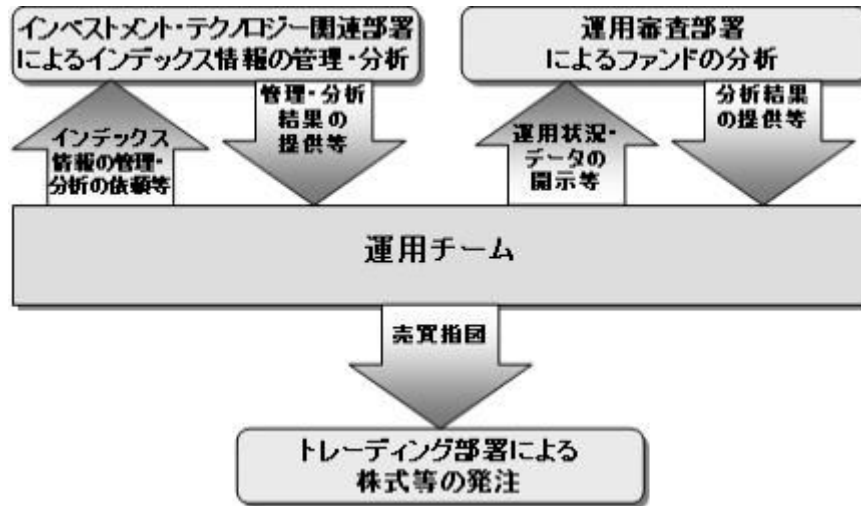 インベストメント・テクノロジー関連部署
によるインデックス情報の管理・分析
運用審査部署
によるファンドの分析
インデックス
情報の管理・
分析の依頼等
管理・分析
結果の
提供等
運用状況・
データの
開示等
分析結果
の提供等
運用チーム
売買指図
トレーディング部署による
株式等の発注